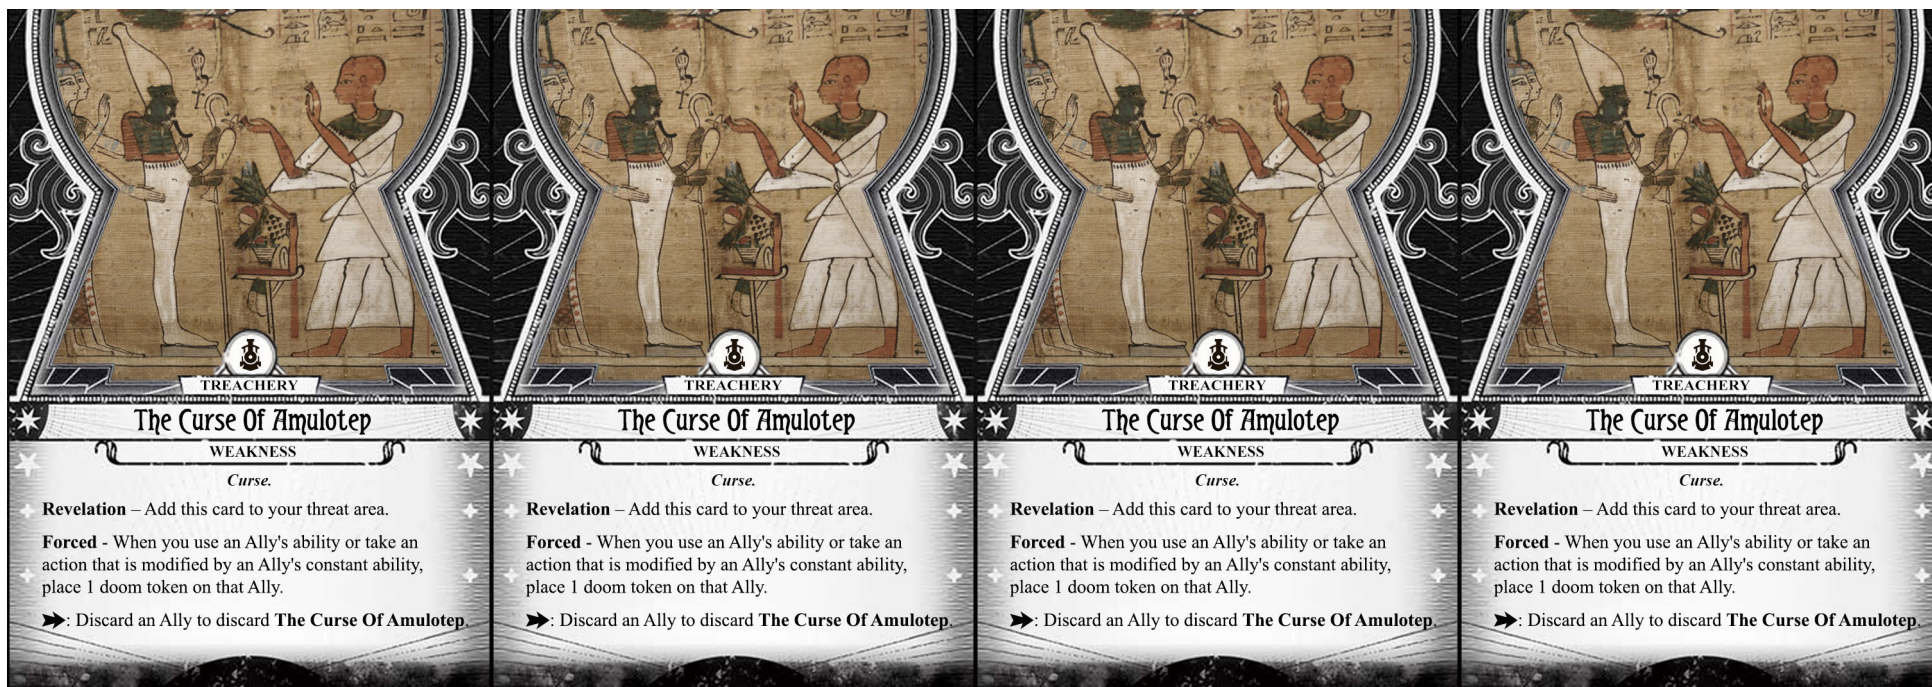 TREACHERY
The Curse Of Amulotep
WEAKNESS
Curse.
Revelation – Add this card to your threat area.
Forced - When you use an Ally's ability or take an
action that is modified by an Ally's constant ability,
place 1 doom token on that Ally.
: Discard an Ally to discard The Curse Of Amulotep.
TREACHERY
The Curse Of Amulotep
WEAKNESS
Curse.
Revelation – Add this card to your threat area.
Forced - When you use an Ally's ability or take an
action that is modified by an Ally's constant ability,
place 1 doom token on that Ally.
: Discard an Ally to discard The Curse Of Amulotep.
TREACHERY
The Curse Of Amulotep
WEAKNESS
Curse.
Revelation – Add this card to your threat area.
Forced - When you use an Ally's ability or take an
action that is modified by an Ally's constant ability,
place 1 doom token on that Ally.
: Discard an Ally to discard The Curse Of Amulotep.
TREACHERY
The Curse Of Amulotep
WEAKNESS
Curse.
Revelation – Add this card to your threat area.
Forced - When you use an Ally's ability or take an
action that is modified by an Ally's constant ability,
place 1 doom token on that Ally.
: Discard an Ally to discard The Curse Of Amulotep.